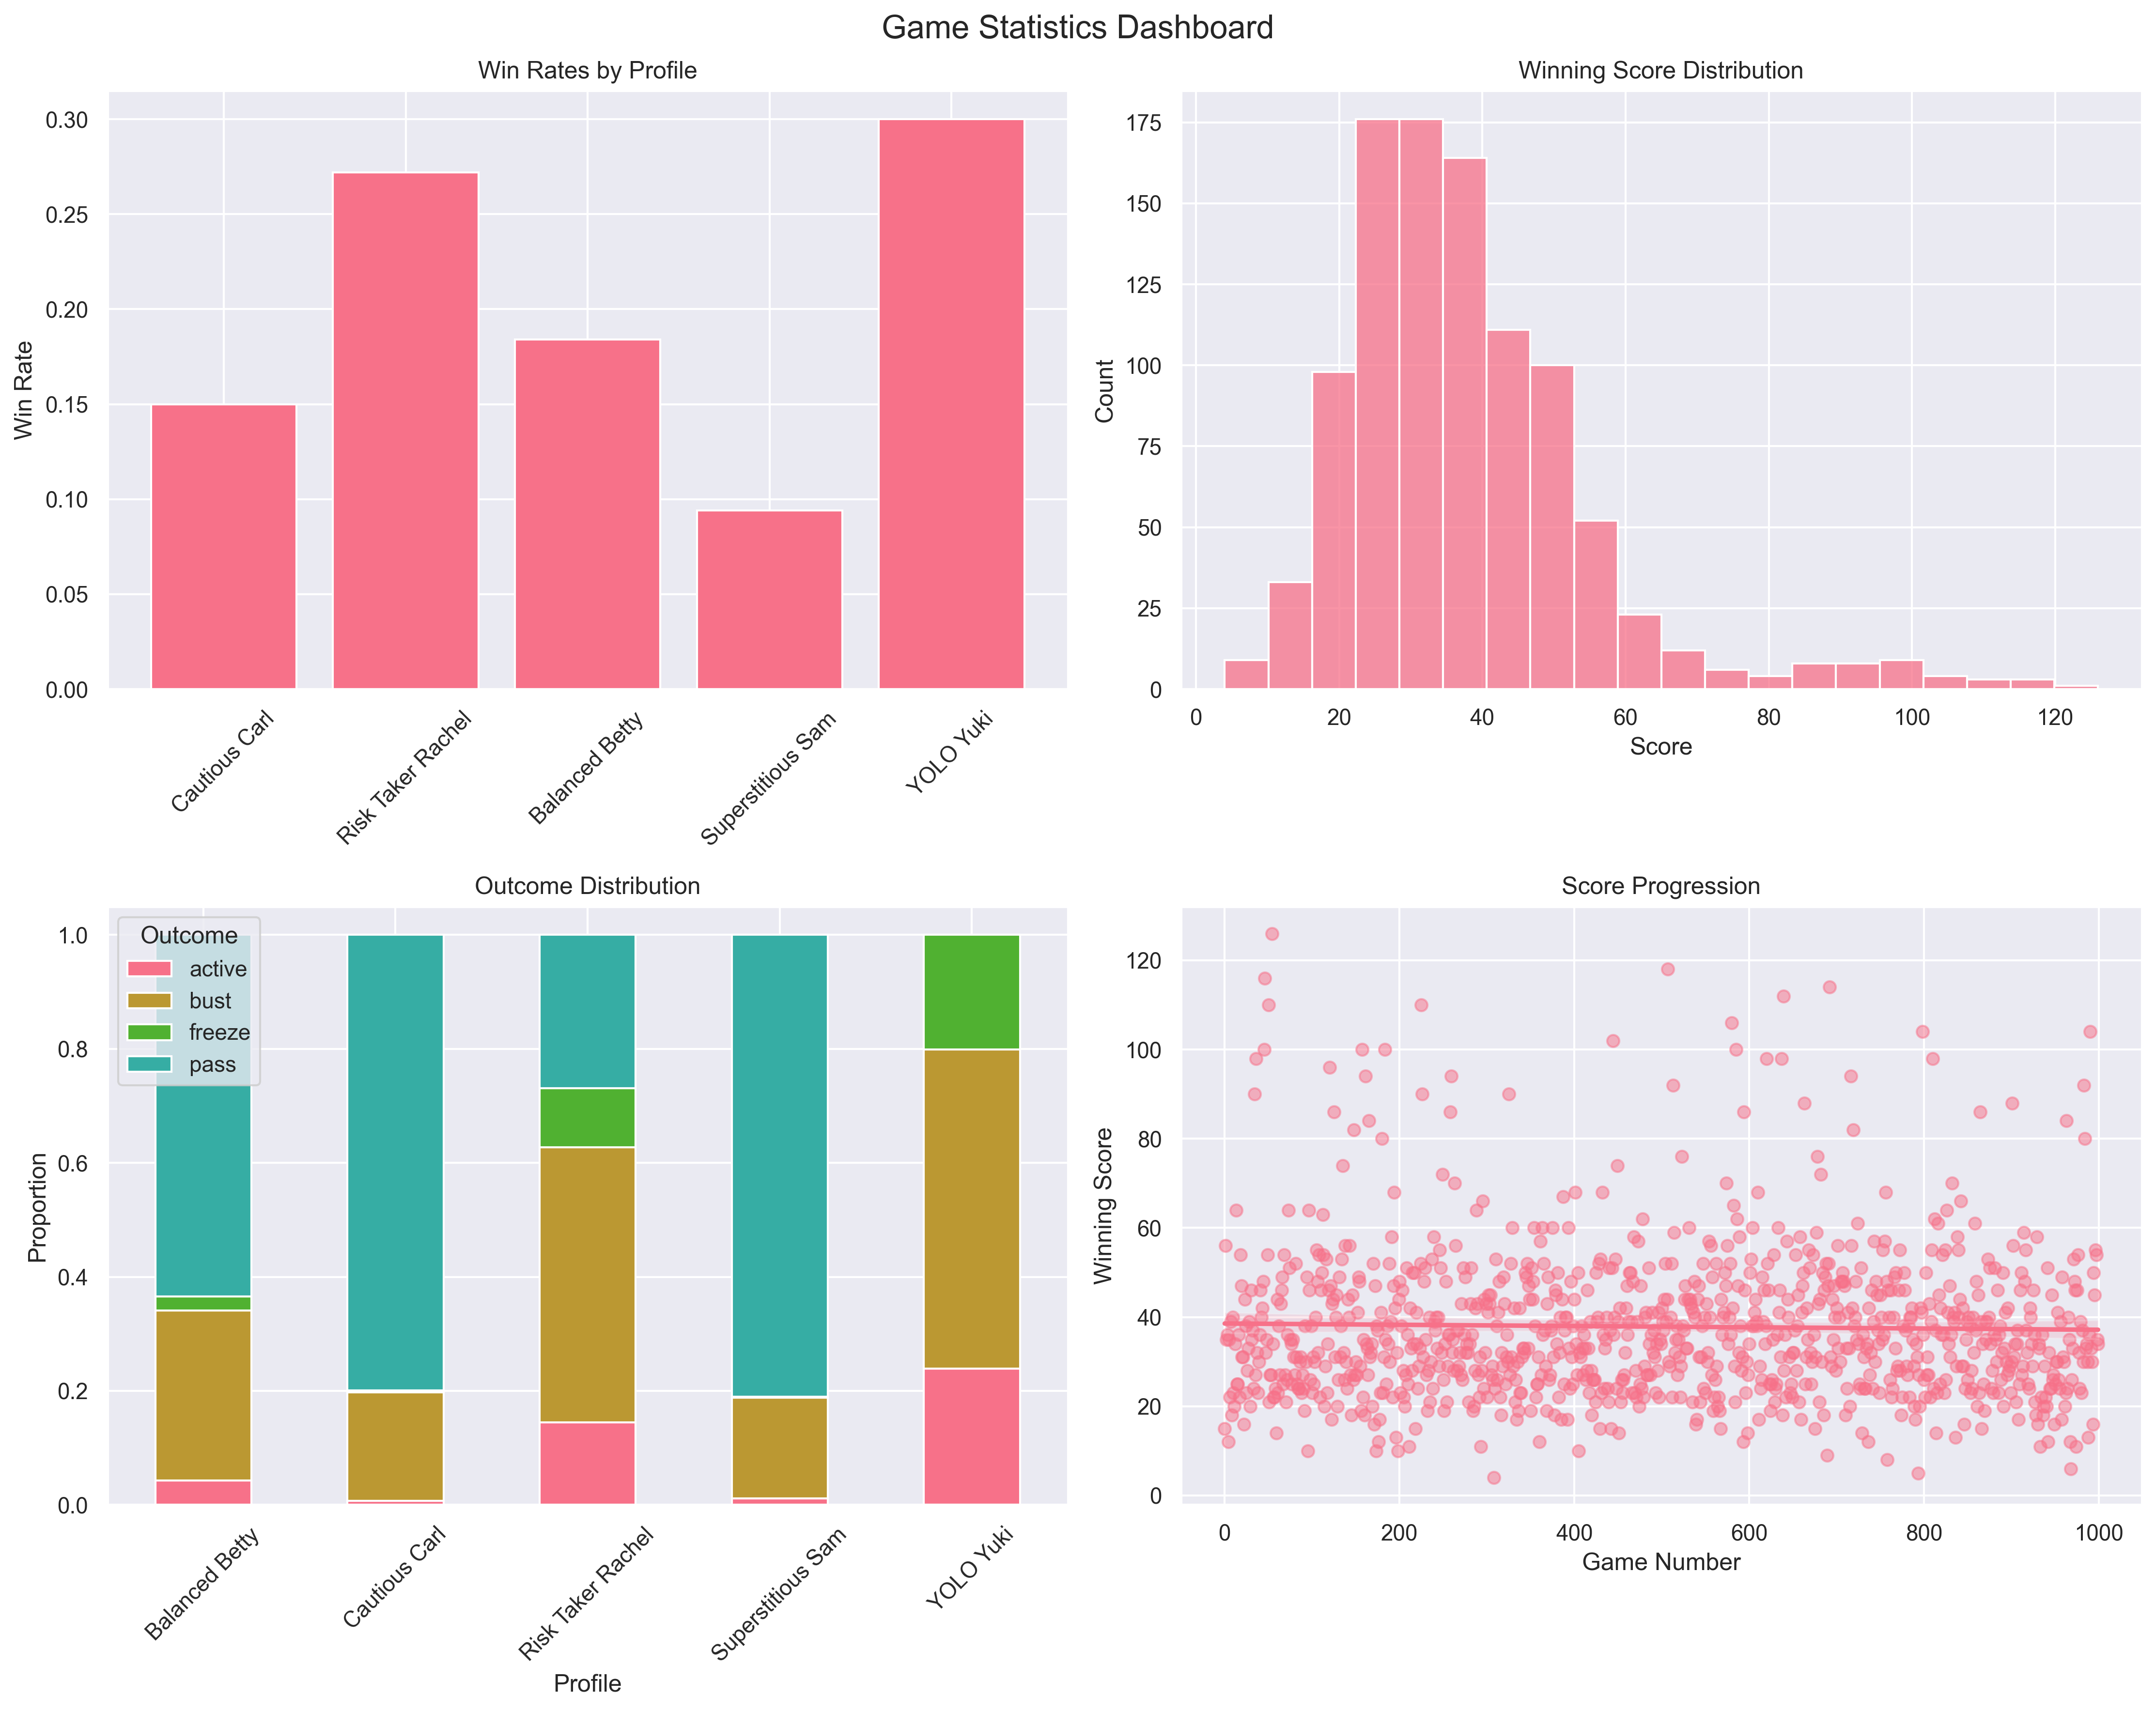 Game Statistics Dashboard
Win Rates by Profile
Win Rate
0.30
0.25
0.20
0.15
0.10
0.05
0.00
Cautious Carl
Risk Taker Rachel
Balanced Betty
Superstitious Sam
YOLO Yuki
Winning Score Distribution
Count
175
150
125
100
75
50
25
0
0 20 40 60 80 100 120
Score
Outcome Distribution
Proportion
1.0
0.8
0.6
0.4
0.2
0.0
Outcome
active
bust
freeze
pass
Balanced Betty
Cautious Carl
Risk Taker Rachel
Superstitious Sam
YOLO Yuki
Profile
Score Progression
Winning Score
120
100
80
60
40
20
0
0 200 400 600 800 1000
Game Number